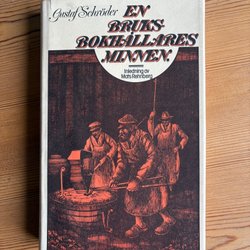 Gustaf Schröder
EN
BRUKS-
BOKHÅLLARES
MINNEN.
Inledning av
Mats Rehnberg